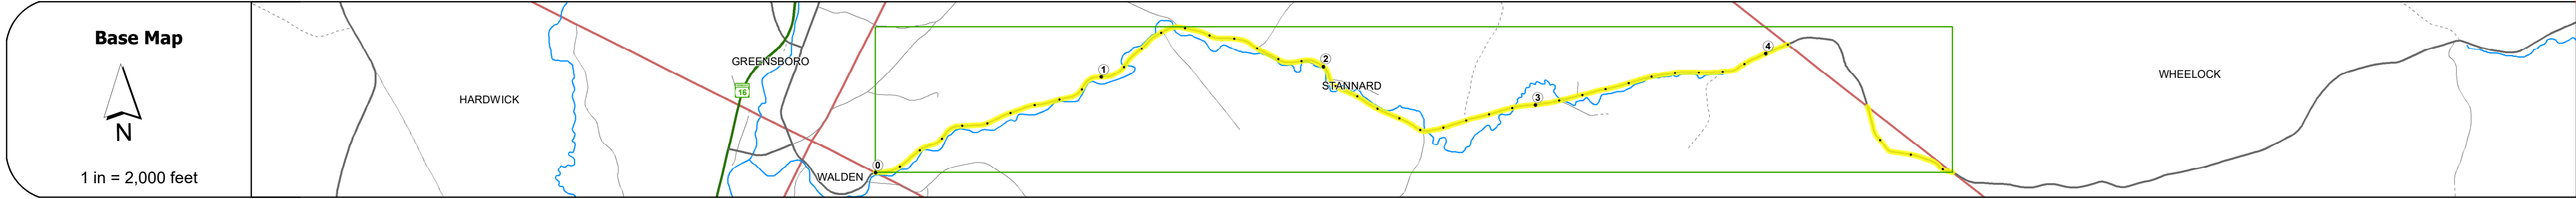 Base Map
N
1 in = 2,000 feet
HARDWICK
GREENSBORO
16
WALDEN
0
1
2
STANNARD
3
4
WHEELOCK